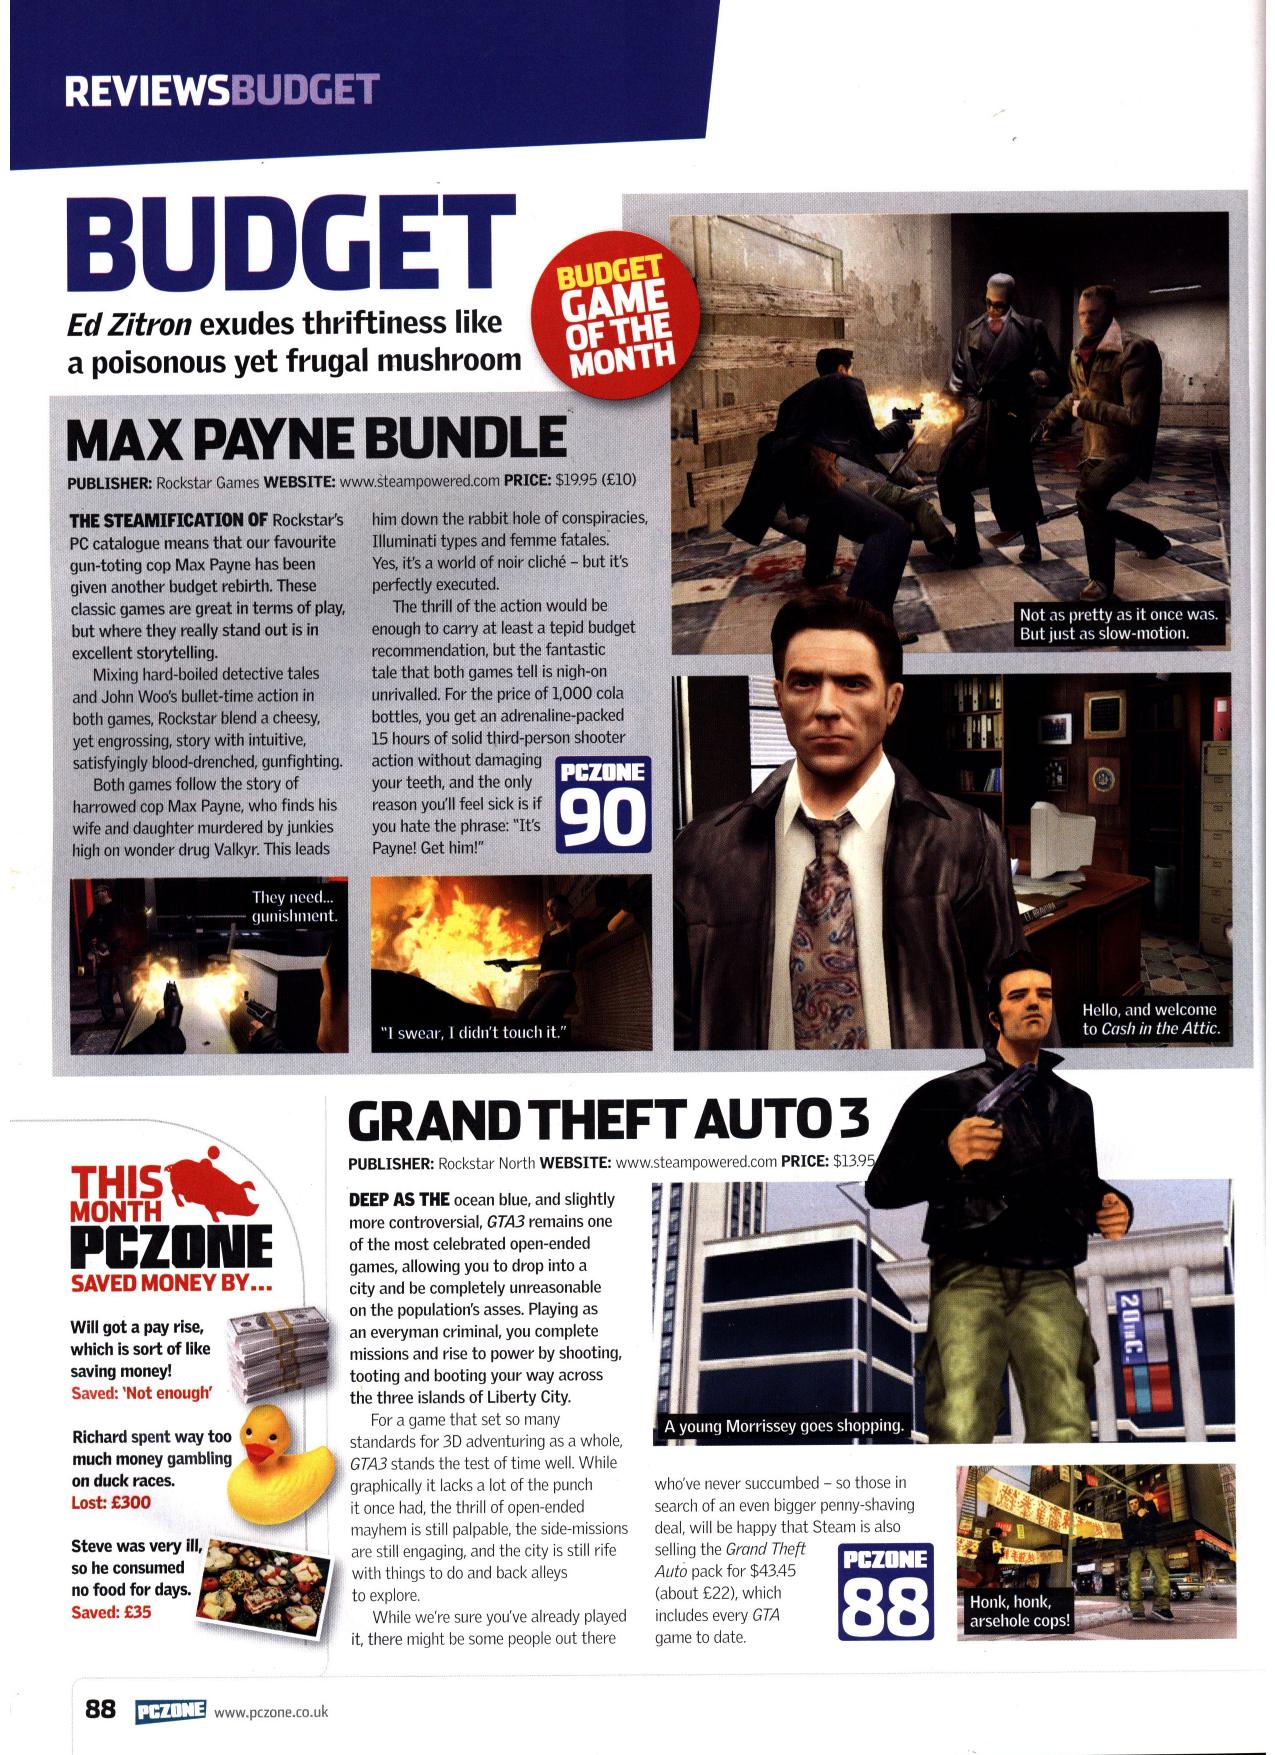 REVIEWSBUDGET
BUDGET
Ed Zitron exudes thriftiness like
a poisonous yet frugal mushroom
BUDGET
GAME
OF THE
MONTH
MAX PAYNE BUNDLE
PUBLISHER: Rockstar Games WEBSITE: www.steampowered.com PRICE: $19.95 (£10)
THE STEAMIFICATION OF Rockstar's
PC catalogue means that our favourite
gun-toting cop Max Payne has been
given another budget rebirth. These
classic games are great in terms of play,
but where they really stand out is in
excellent storytelling.
Mixing hard-boiled detective tales
and John Woo's bullet-time action in
both games, Rockstar blend a cheesy,
yet engrossing, story with intuitive,
satisfyingly blood-drenched, gunfighting.
Both games follow the story of
harrowed cop Max Payne, who finds his
wife and daughter murdered by junkies
high on wonder drug Valkyr. This leads
him down the rabbit hole of conspiracies,
Illuminati types and femme fatales.
Yes, it's a world of noir cliché – but it's
perfectly executed.
The thrill of the action would be
enough to carry at least a tepid budget
recommendation, but the fantastic
tale that both games tell is nigh-on
unrivalled. For the price of 1,000 cola
bottles, you get an adrenaline-packed
15 hours of solid third-person shooter
action without damaging
your teeth, and the only
reason you'll feel sick is if
you hate the phrase: "It's
Payne! Get him!"
PCZONE
90
Not as pretty as it once was.
But just as slow-motion.
They need...
gunishment.
"I swear, I didn't touch it."
Hello, and welcome
to Cash in the Attic.
GRAND THEFT AUTO 3
PUBLISHER: Rockstar North WEBSITE: www.steampowered.com PRICE: $13.95
DEEP AS THE ocean blue, and slightly
more controversial, GTA3 remains one
of the most celebrated open-ended
games, allowing you to drop into a
city and be completely unreasonable
on the population's asses. Playing as
an everyman criminal, you complete
missions and rise to power by shooting,
tooting and booting your way across
the three islands of Liberty City.
For a game that set so many
standards for 3D adventuring as a whole,
GTA3 stands the test of time well. While
graphically it lacks a lot of the punch
it once had, the thrill of open-ended
mayhem is still palpable, the side-missions
are still engaging, and the city is still rife
with things to do and back alleys
to explore.
While we're sure you've already played
it, there might be some people out there
who've never succumbed – so those in
search of an even bigger penny-shaving
deal, will be happy that Steam is also
selling the Grand Theft
Auto pack for $43.45
(about £22), which
includes every GTA
game to date.
PCZONE
88
A young Morrissey goes shopping.
Honk, honk,
arsehole cops!
THIS
MONTH
PCZONE
SAVED MONEY BY...
Will got a pay rise,
which is sort of like
saving money!
Saved: 'Not enough'
Richard spent way too
much money gambling
on duck races.
Lost: £300
Steve was very ill,
so he consumed
no food for days.
Saved: £35
88 PCZONE www.pczone.co.uk